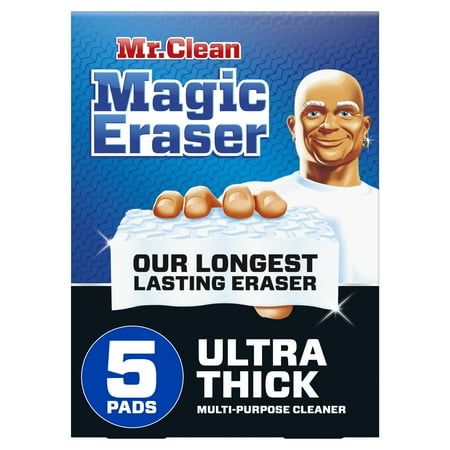 Mr. Clean
Magic
Eraser
OUR LONGEST
LASTING ERASER
5
PADS
ULTRA
THICK
MULTI-PURPOSE CLEANER